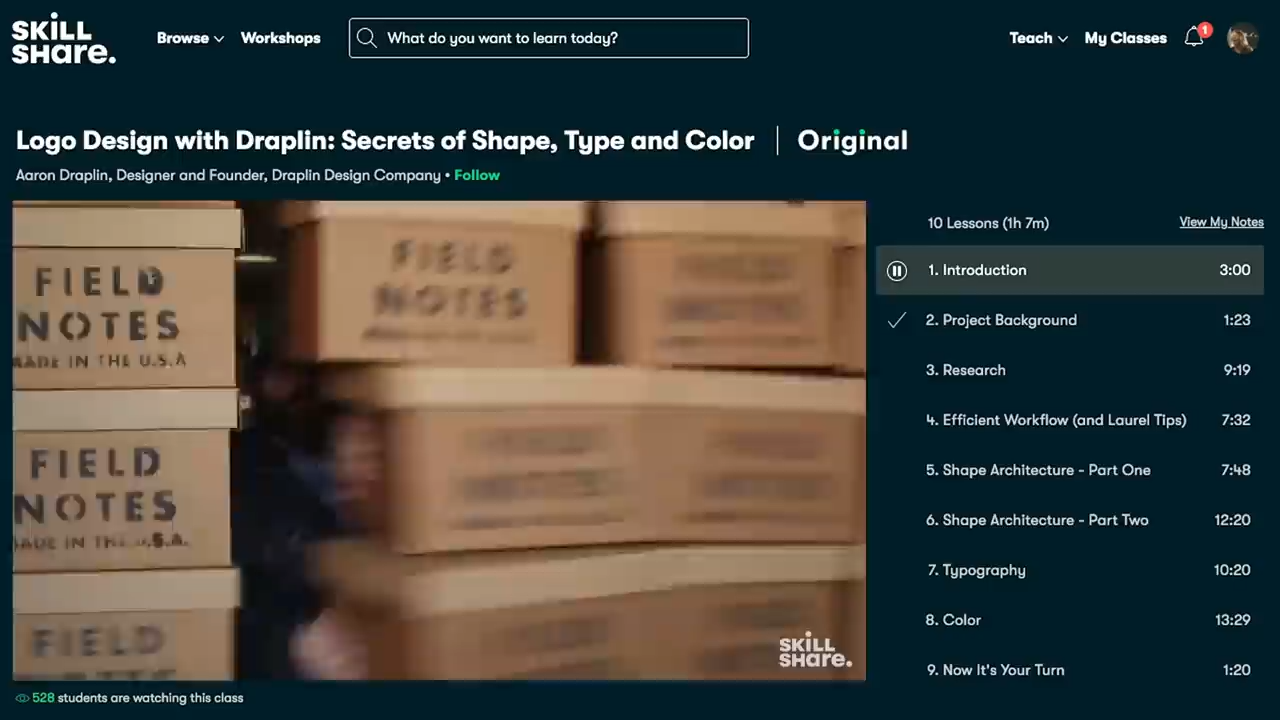 SKILL
SHARE.
Browse
Workshops
What do you want to learn today?
Teach
My Classes
1
Logo Design with Draplin: Secrets of Shape, Type and Color | Original
Aaron Draplin, Designer and Founder, Draplin Design Company • Follow
FIELD
NOTES
MADE IN THE U.S.A
FIELD
NOTES
FIELD
NOTES
MADE IN THE U.S.A.
FIELD
NOTES
SKILL
SHARE.
528 students are watching this class
10 Lessons (1h 7m)
View My Notes
1. Introduction 3:00
2. Project Background 1:23
3. Research 9:19
4. Efficient Workflow (and Laurel Tips) 7:32
5. Shape Architecture - Part One 7:48
6. Shape Architecture - Part Two 12:20
7. Typography 10:20
8. Color 13:29
9. Now It's Your Turn 1:20